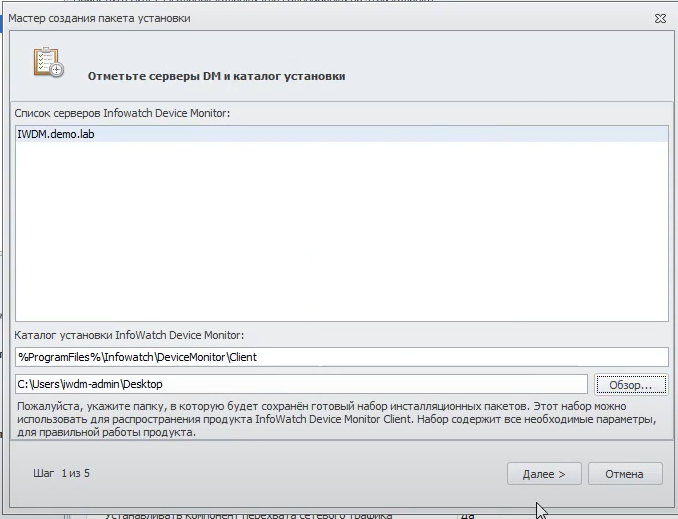 Мастер создания пакета установки
Отметьте серверы DM и каталог установки
Список серверов Infowatch Device Monitor:
IWDM.demo.lab
Каталог установки InfoWatch Device Monitor:
%ProgramFiles%\Infowatch\DeviceMonitor\Client
C:\Users\iwdm-admin\Desktop
Обзор...
Пожалуйста, укажите папку, в которую будет сохранён готовый набор инсталляционных пакетов. Этот набор можно
использовать для распространения продукта InfoWatch Device Monitor Client. Набор содержит все необходимые параметры,
для правильной работы продукта.
Шаг 1 из 5
Далее >
Отмена
Устанавливать компонент перехвата сетевого трафика
Да